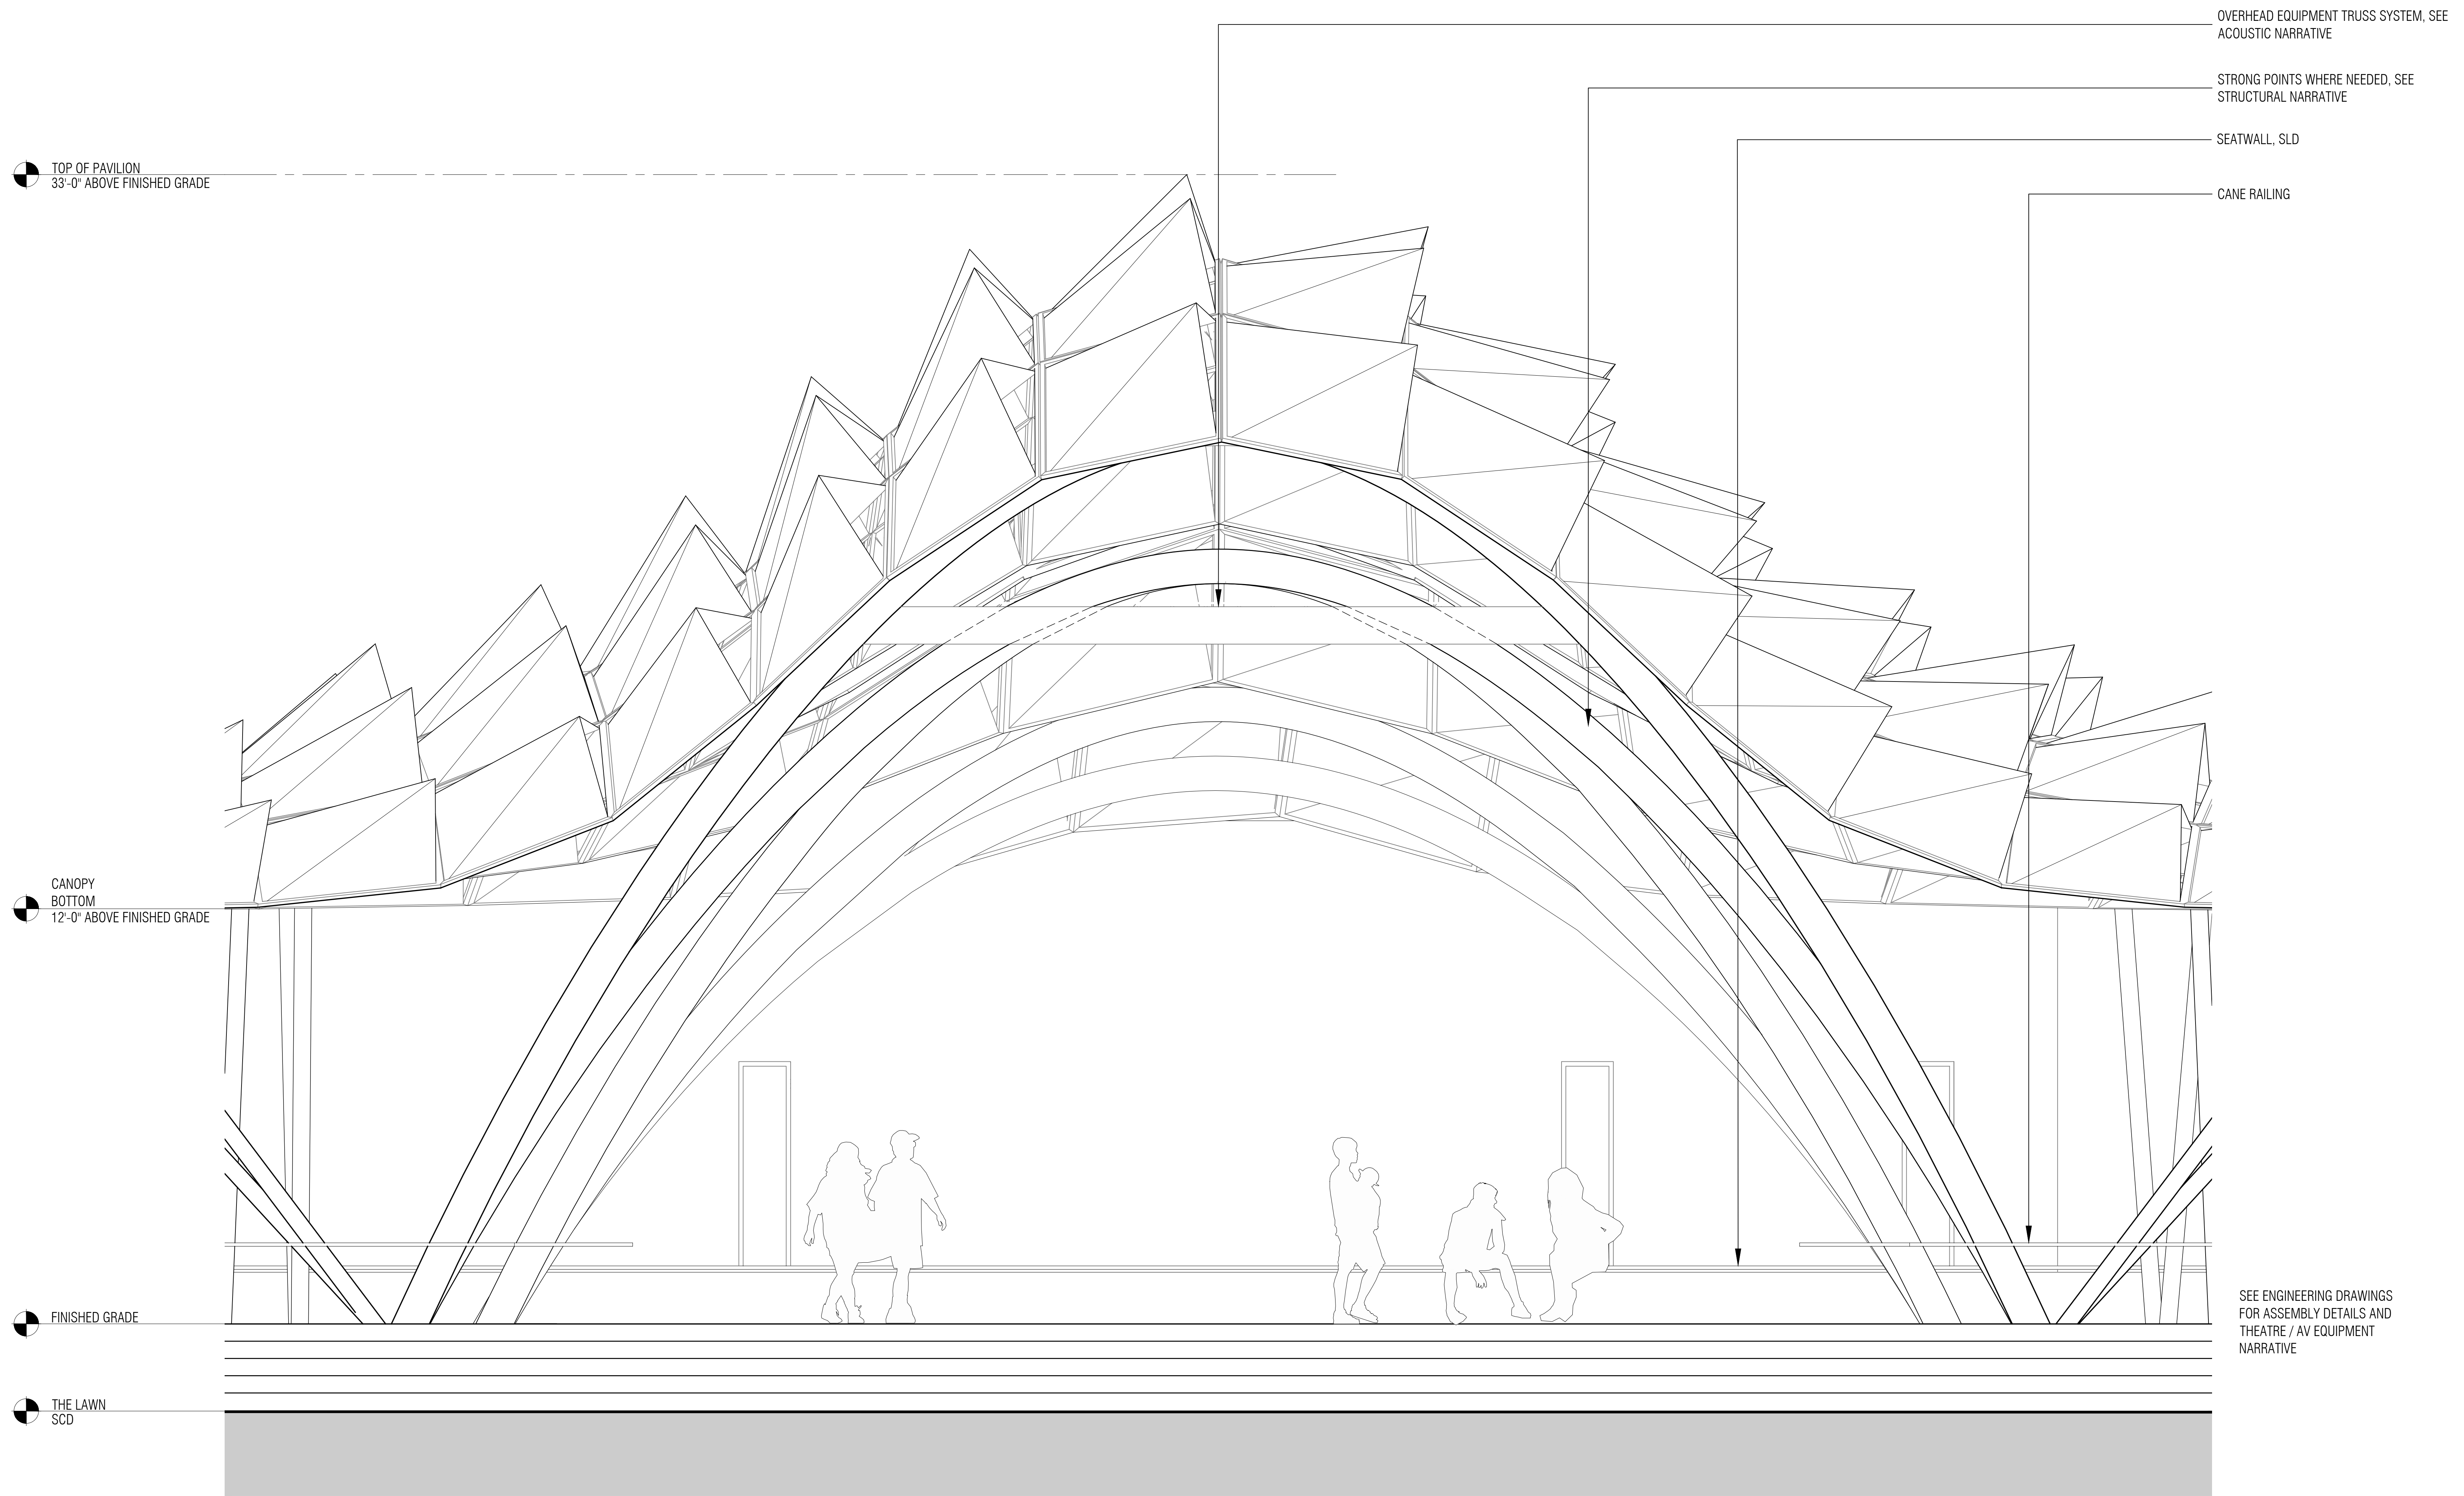 OVERHEAD EQUIPMENT TRUSS SYSTEM, SEE
ACOUSTIC NARRATIVE
STRONG POINTS WHERE NEEDED, SEE
STRUCTURAL NARRATIVE
SEATWALL, SLD
CANE RAILING
TOP OF PAVILION
33'-0" ABOVE FINISHED GRADE
CANOPY
BOTTOM
12'-0" ABOVE FINISHED GRADE
FINISHED GRADE
THE LAWN
SCD
SEE ENGINEERING DRAWINGS
FOR ASSEMBLY DETAILS AND
THEATRE / AV EQUIPMENT
NARRATIVE